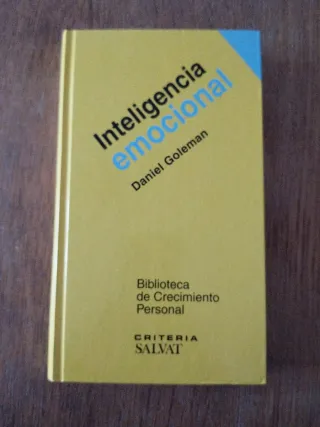 Inteligencia
emocional
Daniel Goleman
Biblioteca
de Crecimiento
Personal
CRITERIA
SALVAT